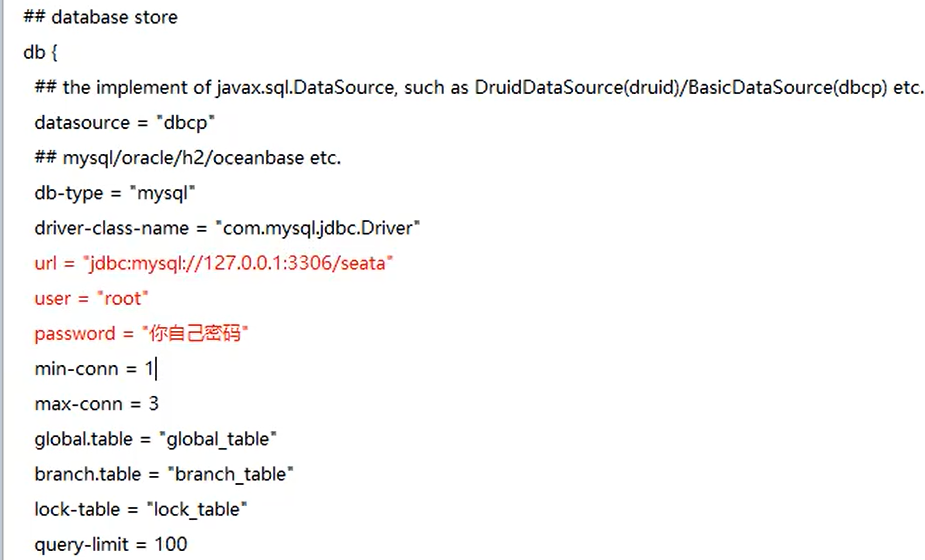 ## database store
db {
## the implement of javax.sql.DataSource, such as DruidDataSource(druid)/BasicDataSource(dbcp) etc.
datasource = "dbcp"
## mysql/oracle/h2/oceanbase etc.
db-type = "mysql"
driver-class-name = "com.mysql.jdbc.Driver"
url = "jdbc:mysql://127.0.0.1:3306/seata"
user = "root"
password = "你自己密码"
min-conn = 1
max-conn = 3
global.table = "global_table"
branch.table = "branch_table"
lock-table = "lock_table"
query-limit = 100